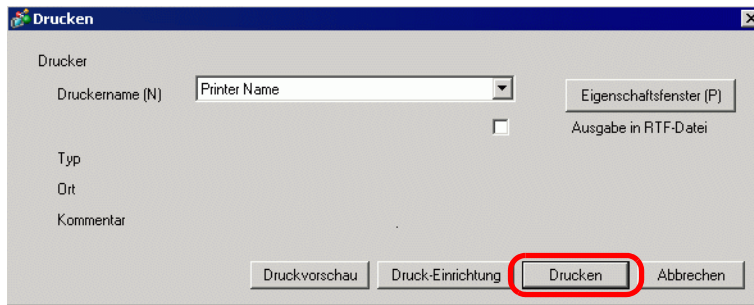 Drucken
Drucker
Druckername (N)
Printer Name
Eigenschaftsfenster (P)
Ausgabe in RTF-Datei
Typ
Ort
Kommentar
Druckvorschau
Druck-Einrichtung
Drucken
Abbrechen